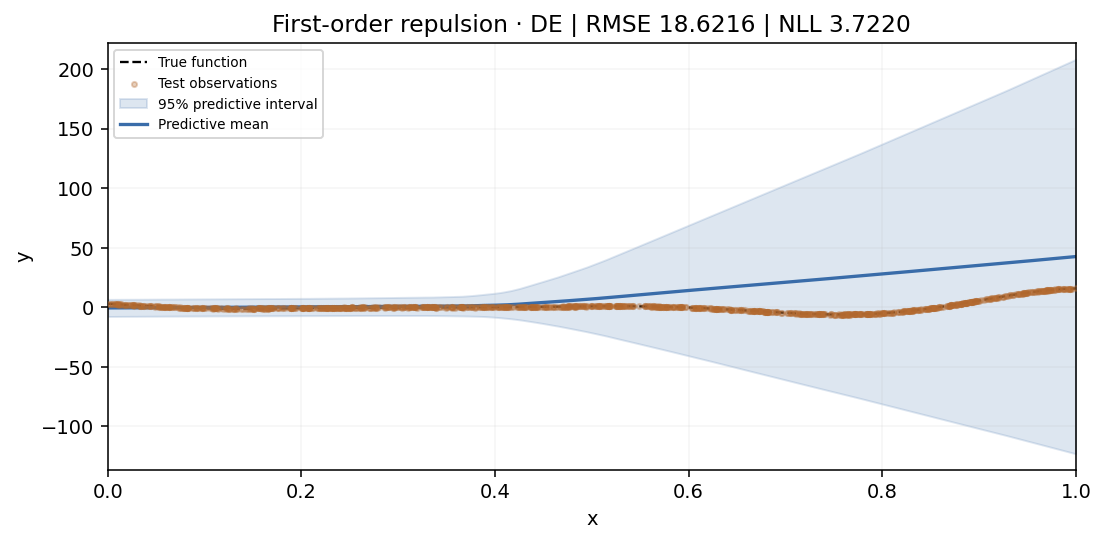 First-order repulsion · DE | RMSE 18.6216 | NLL 3.7220
True function
Test observations
95% predictive interval
Predictive mean
200
150
100
50
0
−50
−100
y
0.0
0.2
0.4
0.6
0.8
1.0
x